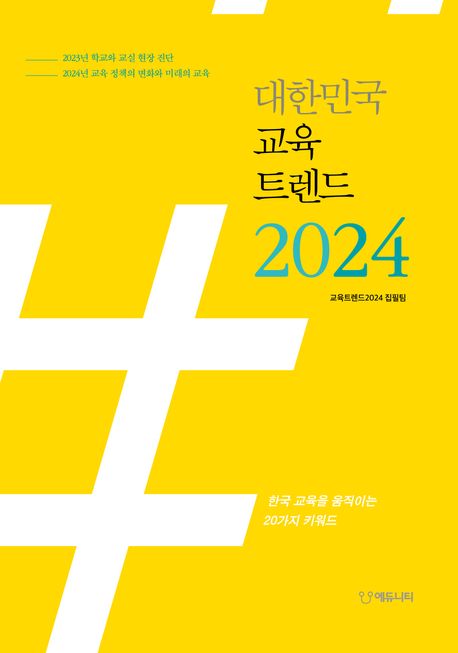 2023년 학교와 교실 현장 진단
2024년 교육 정책의 변화와 미래의 교육
대한민국
교육
트렌드
2024
교육트렌드2024 집필팀
한국 교육을 움직이는
20가지 키워드
에듀니티